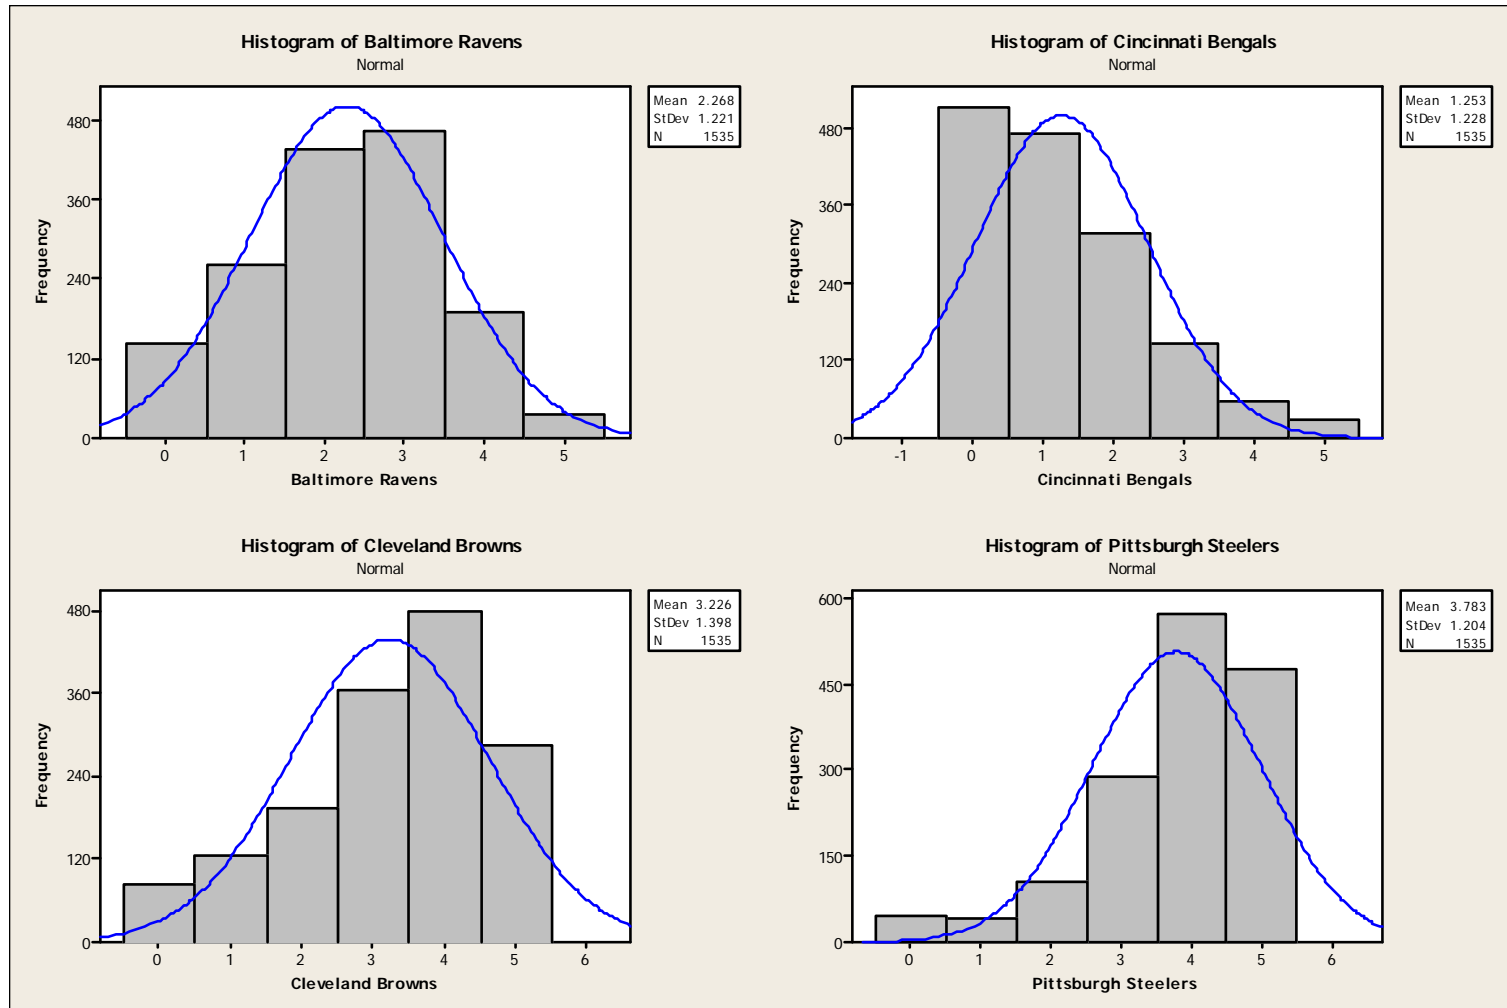 Histogram of Baltimore Ravens
Normal
Mean 2.268
StDev 1.221
N 1535
Frequency
480
360
240
120
0
0 1 2 3 4 5
Baltimore Ravens
Histogram of Cincinnati Bengals
Normal
Mean 1.253
StDev 1.228
N 1535
Frequency
480
360
240
120
0
-1 0 1 2 3 4 5
Cincinnati Bengals
Histogram of Cleveland Browns
Normal
Mean 3.226
StDev 1.398
N 1535
Frequency
480
360
240
120
0
0 1 2 3 4 5 6
Cleveland Browns
Histogram of Pittsburgh Steelers
Normal
Mean 3.783
StDev 1.204
N 1535
Frequency
600
450
300
150
0
0 1 2 3 4 5 6
Pittsburgh Steelers